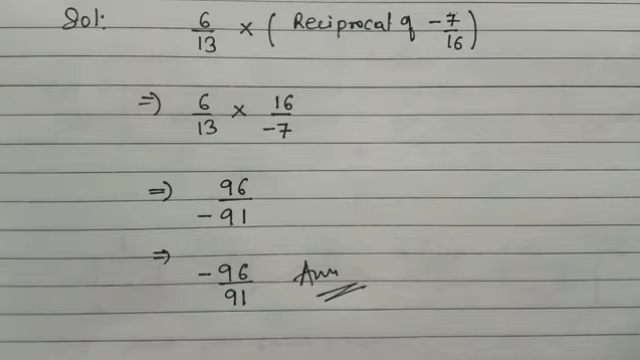 Sol: 6/13 × ( Reciprocal of -7/16 )
=) 6/13 × 16/-7
=) 96/-91
=) -96/91 Ans